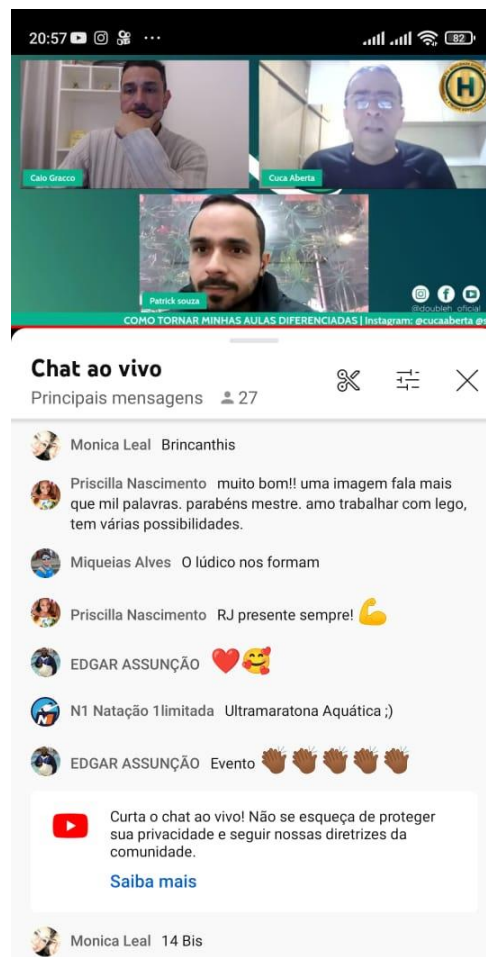 20:57
82
H
Caio Gracco
Cuca Aberta
Patrick souza
@doubleh_oficial
COMO TORNAR MINHAS AULAS DIFERENCIADAS | Instagram: @cucaaberta @s
Chat ao vivo
Principais mensagens 27
Monica Leal Brincanthis
Priscilla Nascimento muito bom!! uma imagem fala mais
que mil palavras. parabéns mestre. amo trabalhar com lego,
tem várias possibilidades.
Miqueias Alves O lúdico nos formam
Priscilla Nascimento RJ presente sempre! 💪
EDGAR ASSUNÇÃO ❤️🥰
N1 Natação 1limitada Ultramaratona Aquática ;)
EDGAR ASSUNÇÃO Evento 👏🏾👏🏾👏🏾👏🏾👏🏾
Curta o chat ao vivo! Não se esqueça de proteger
sua privacidade e seguir nossas diretrizes da
comunidade.
Saiba mais
Monica Leal 14 Bis